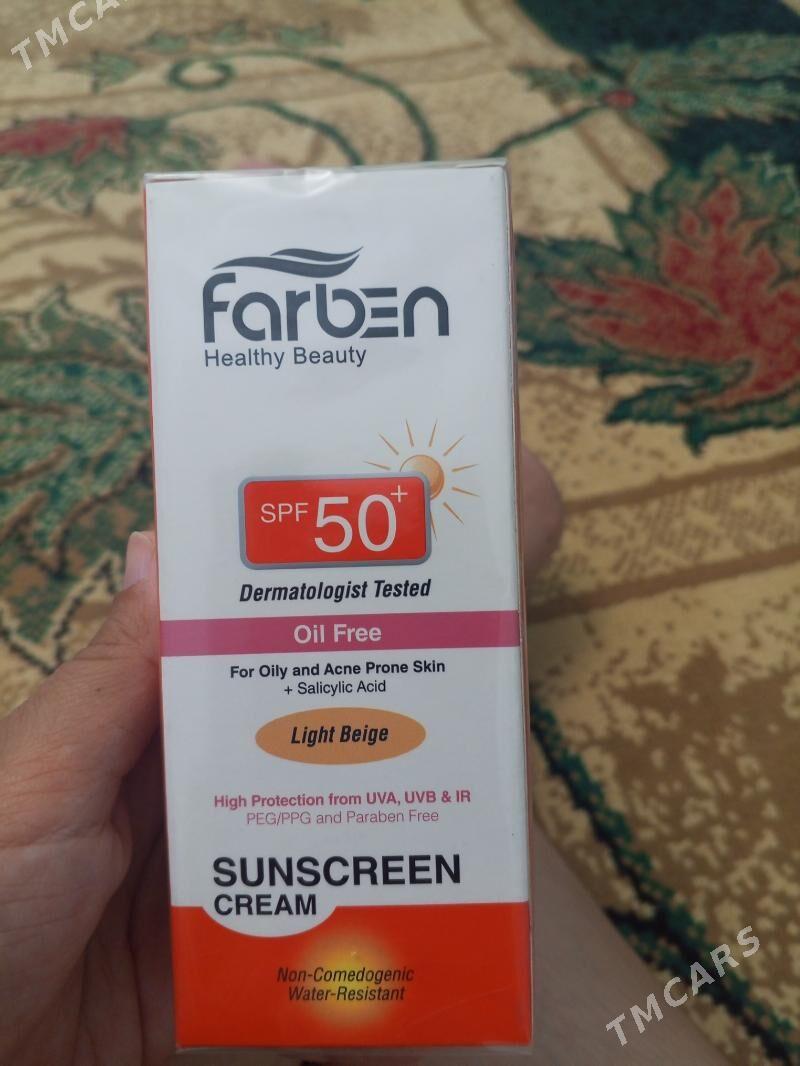 TMCARS
farben
Healthy Beauty
SPF 50+
Dermatologist Tested
Oil Free
For Oily and Acne Prone Skin
+ Salicylic Acid
Light Beige
High Protection from UVA, UVB & IR
PEG/PPG and Paraben Free
SUNSCREEN
CREAM
Non-Comedogenic
Water-Resistant
TMCARS